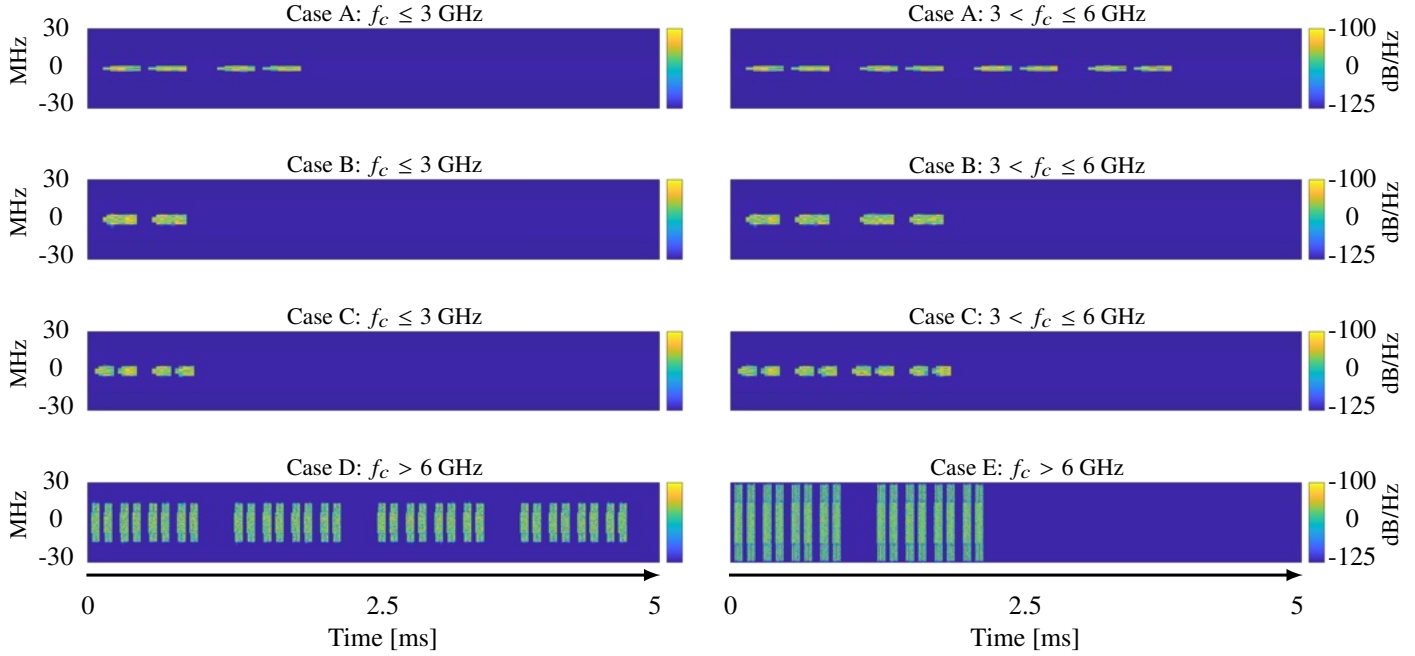 Case A: f_c ≤ 3 GHz
Case A: 3 < f_c ≤ 6 GHz
30
MHz
0
-30
-100
0
dB/Hz
-125
Case B: f_c ≤ 3 GHz
Case B: 3 < f_c ≤ 6 GHz
30
MHz
0
-30
-100
0
dB/Hz
-125
Case C: f_c ≤ 3 GHz
Case C: 3 < f_c ≤ 6 GHz
30
MHz
0
-30
-100
0
dB/Hz
-125
Case D: f_c > 6 GHz
Case E: f_c > 6 GHz
30
MHz
0
-30
-100
0
dB/Hz
-125
0 2.5 5
0 2.5 5
Time [ms]
Time [ms]